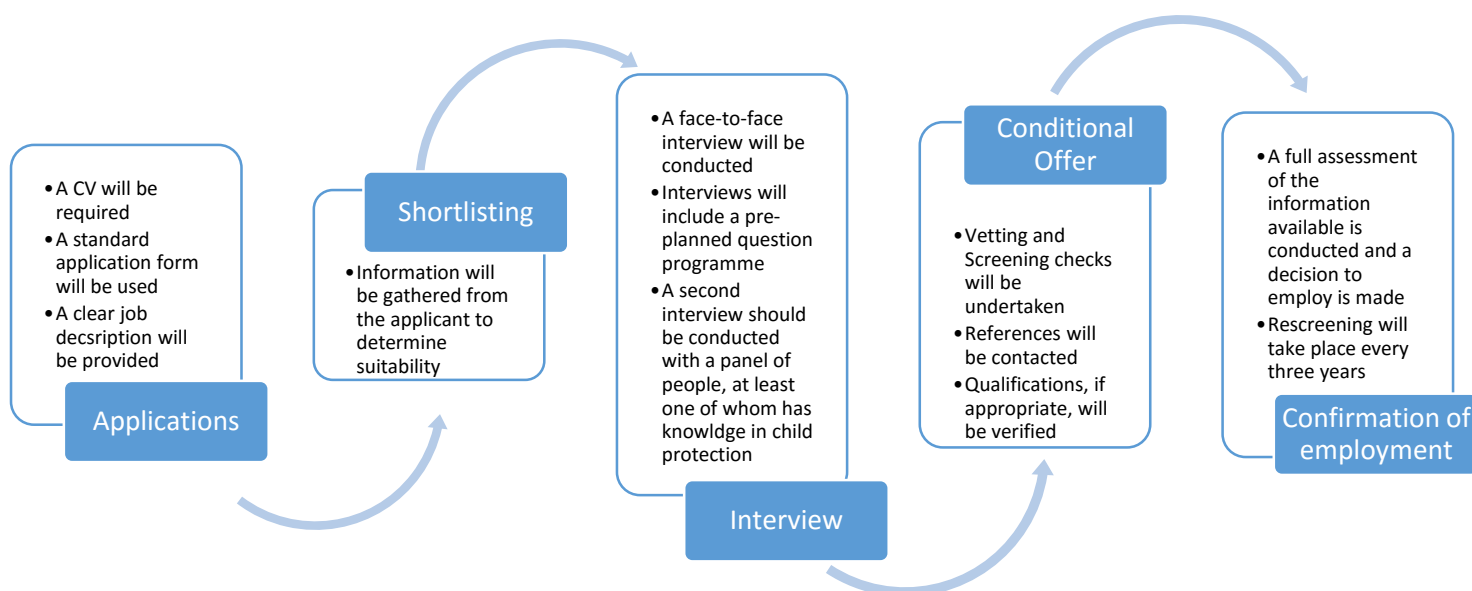 •A CV will be
required
•A standard
application form
will be used
•A clear job
decsription will
be provided
Applications
Shortlisting
•Information will
be gathered from
the applicant to
determine
suitability
•A face-to-face
interview will be
conducted
•Interviews will
include a pre-
planned question
programme
•A second
interview should
be conducted
with a panel of
people, at least
one of whom has
knowldge in child
protection
Interview
Conditional
Offer
•Vetting and
Screening checks
will be
undertaken
•References will
be contacted
•Qualifications, if
appropriate, will
be verified
•A full assessment
of the
information
available is
conducted and a
decision to
employ is made
•Rescreening will
take place every
three years
Confirmation of
employment